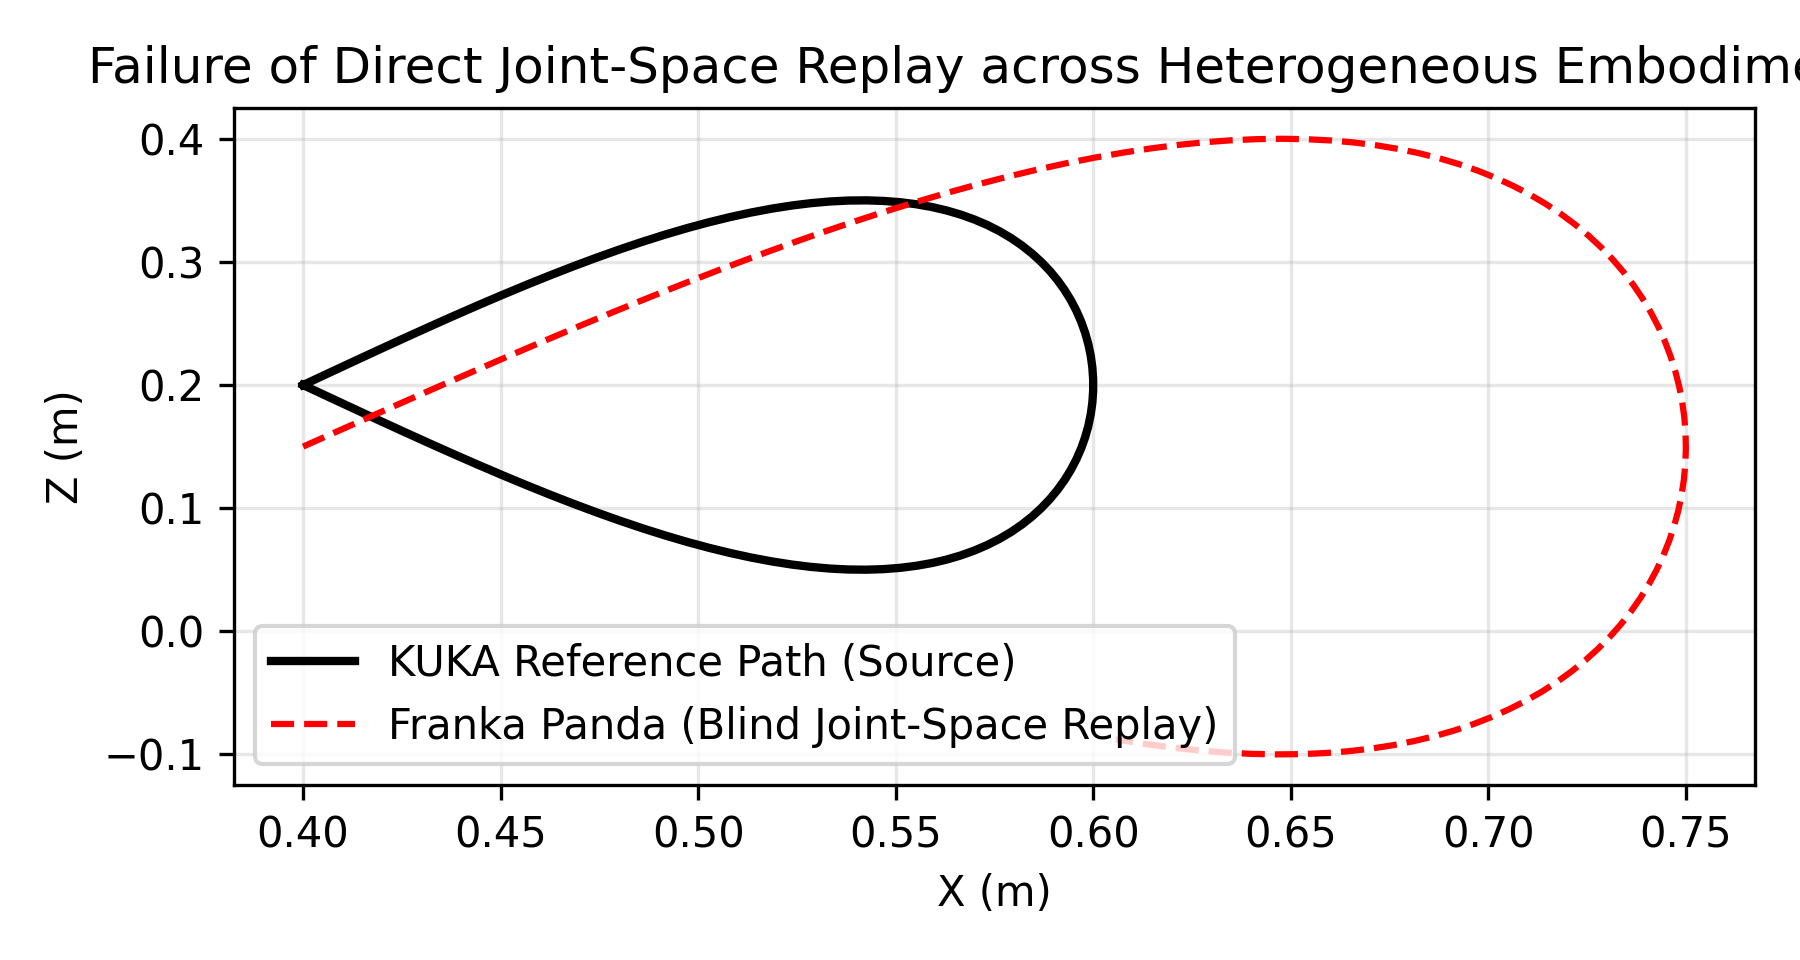 Failure of Direct Joint-Space Replay across Heterogeneous
0.4
0.3
0.2
0.1
0.0
−0.1
Z (m)
KUKA Reference Path (Source)
Franka Panda (Blind Joint-Space Replay)
0.40 0.45 0.50 0.55 0.60 0.65 0.70 0.75
X (m)